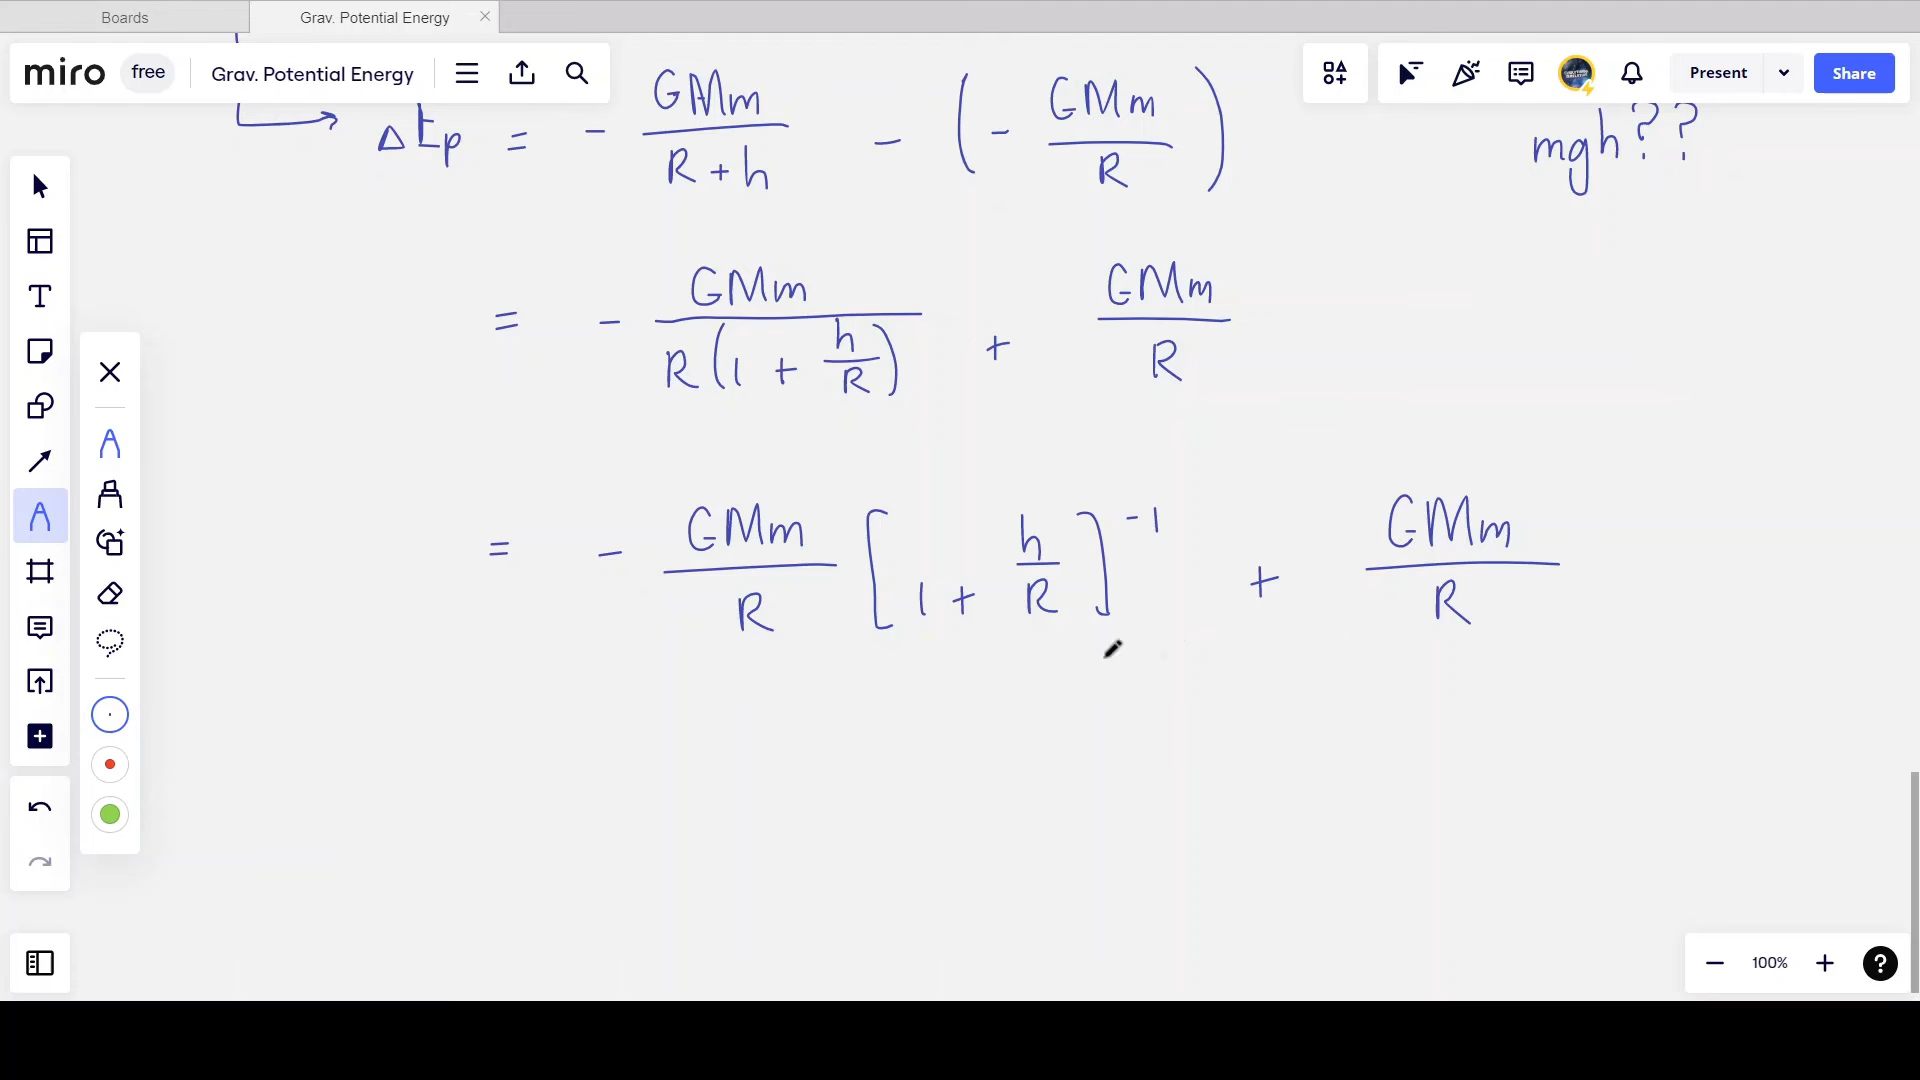 Boards
Grav. Potential Energy
miro free Grav. Potential Energy Present Share
ΔEp = - GMm / (R + h) - (- GMm / R) mgh??
= - GMm / R(1 + h/R) + GMm / R
= - GMm / R [1 + h/R]^-1 + GMm / R
T
100%
?